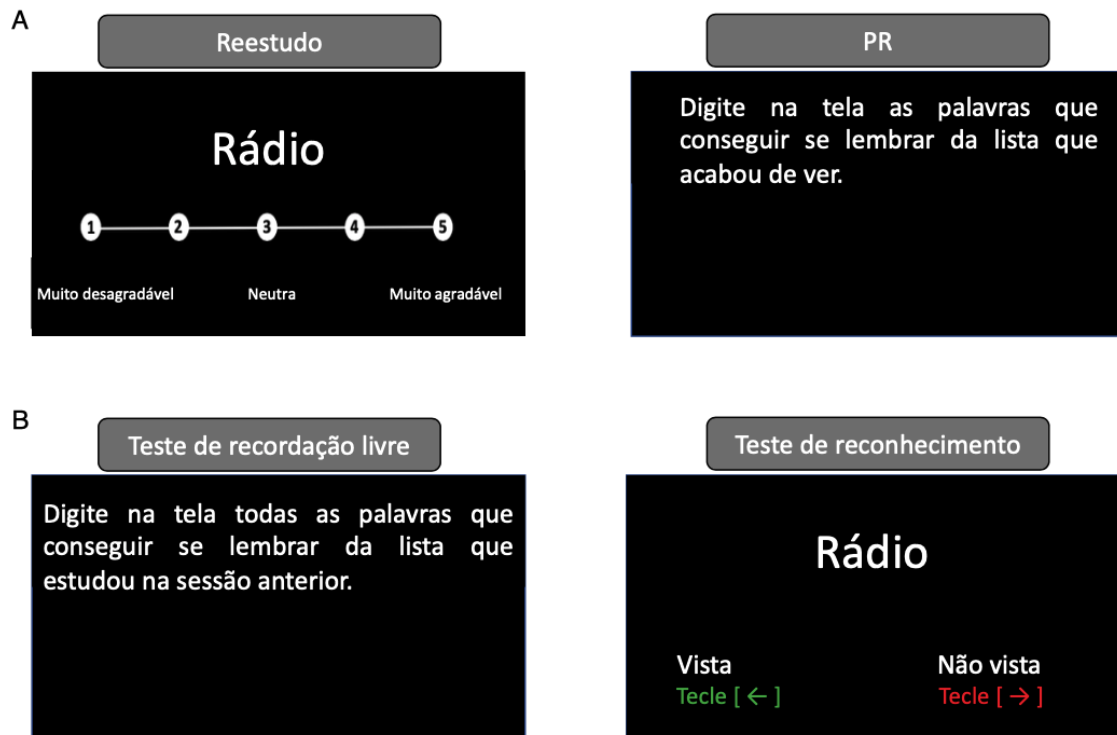 A
Reestudo
Rádio
1 2 3 4 5
Muito desagradável Neutra Muito agradável
PR
Digite na tela as palavras que
conseguir se lembrar da lista que
acabou de ver.
B
Teste de recordação livre
Digite na tela todas as palavras que
conseguir se lembrar da lista que
estudou na sessão anterior.
Teste de reconhecimento
Rádio
Vista Não vista
Tecle [ ← ] Tecle [ → ]